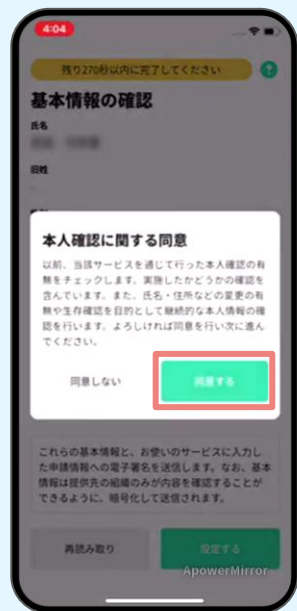 4:04
残り270秒以内に完了してください
?
基本情報の確認
氏名
旧姓
本人確認に関する同意
以前、当該サービスを通じて行った本人確認の有
無をチェックします。実施したかどうかの確認を
含んでいます。また、氏名・住所などの変更の有
無や生存確認を目的として継続的な本人情報の確
認を行います。よろしければ同意を行い次に進ん
でください。
同意しない
同意する
これらの基本情報と、お使いのサービスに入力し
た申請情報への電子署名を送信します。なお、基本
情報は提供先の組織のみが内容を確認することが
できるように、暗号化して送信されます。
再読み取り
設定する
ApowerMirror